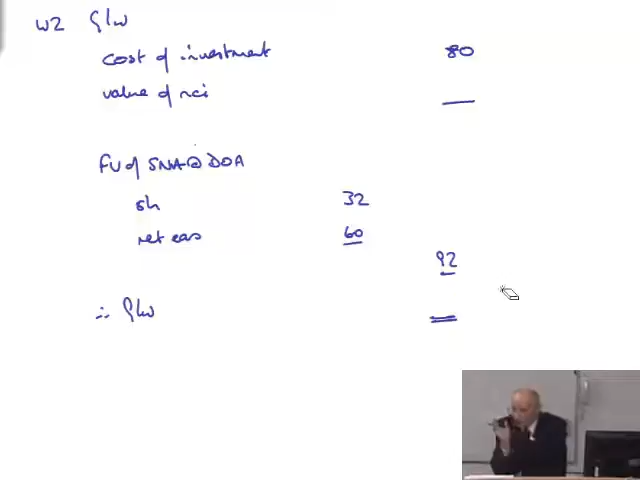 W2 g/w
cost of investment 80
value of nci
FV of SNA@DOA
sh 32
ret ears 60
92
∴ g/w